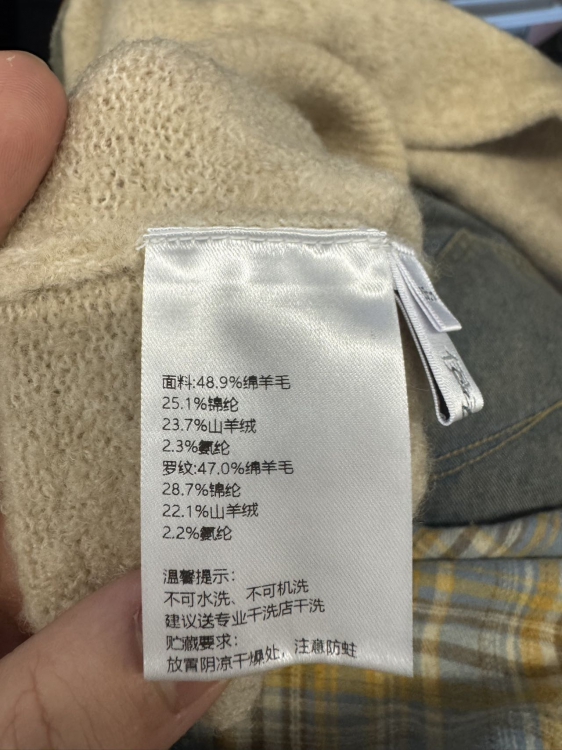 面料:48.9%绵羊毛
25.1%锦纶
23.7%山羊绒
2.3%氨纶
罗纹:47.0%绵羊毛
28.7%锦纶
22.1%山羊绒
2.2%氨纶
温馨提示：
不可水洗、不可机洗
建议送专业干洗店干洗
贮藏要求：
放置阴凉干燥处，注意防蛀